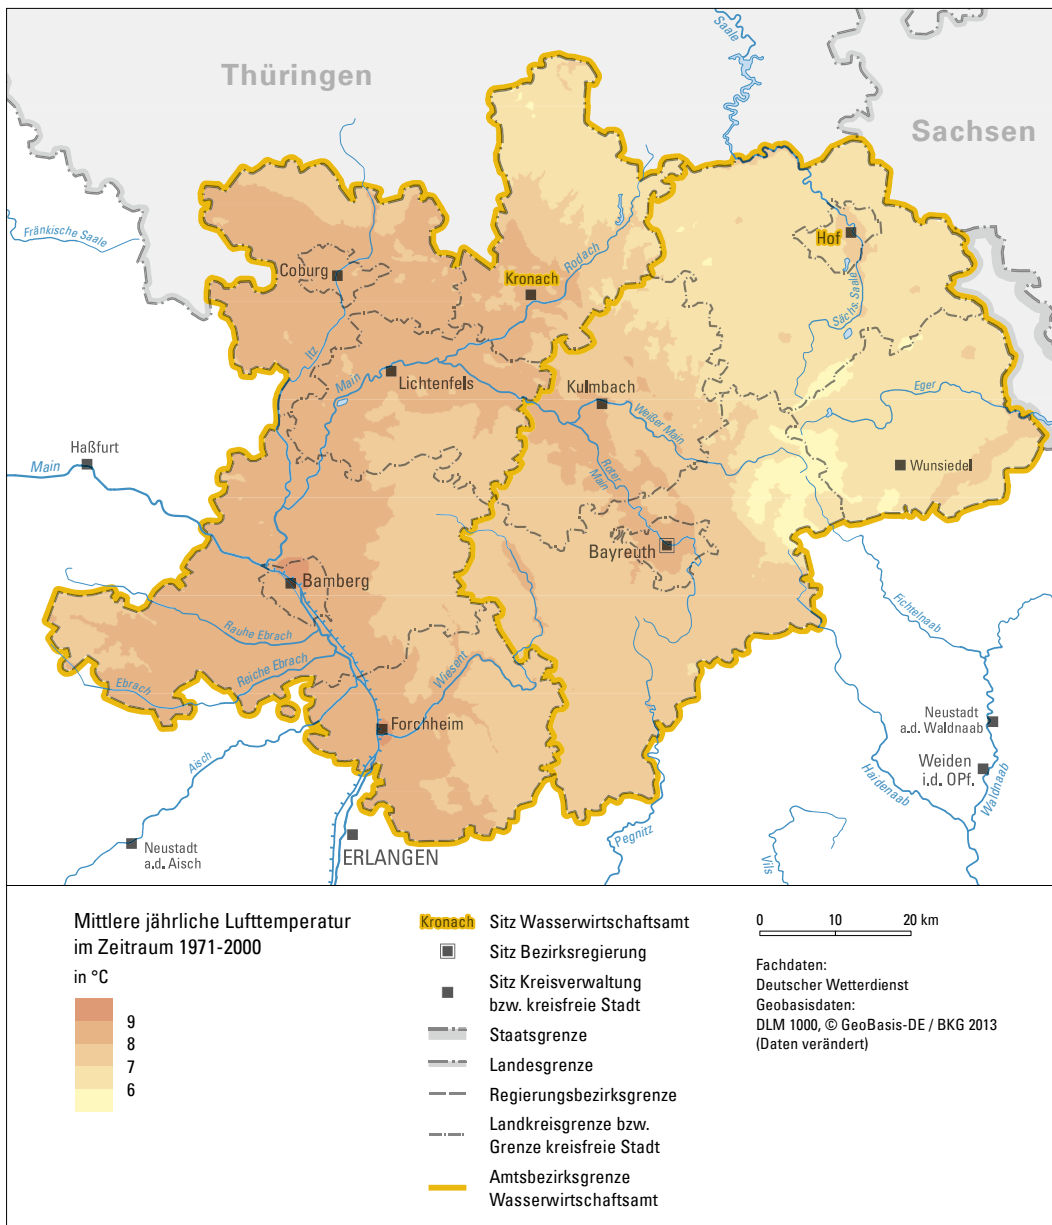 Thüringen
Sachsen
Saale
Fränkische Saale
Hof
Coburg
Kronach
Rodach
Sächs. Saale
Itz
Main
Lichtenfels
Kulmbach
Eger
Weißer Main
Haßfurt
Main
Roter
Main
Wunsiedel
Bayreuth
Bamberg
Fichtelnaab
Rauhe Ebrach
Reiche Ebrach
Wiesent
Ebrach
Forchheim
Neustadt
a.d. Waldnaab
Aisch
Weiden
i.d. OPf.
Haidenaab
Waldnaab
Pegnitz
Neustadt
a.d. Aisch
ERLANGEN
Vils
Mittlere jährliche Lufttemperatur
im Zeitraum 1971-2000
in °C
9
8
7
6
Kronach Sitz Wasserwirtschaftsamt
Sitz Bezirksregierung
Sitz Kreisverwaltung
bzw. kreisfreie Stadt
Staatsgrenze
Landesgrenze
Regierungsbezirksgrenze
Landkreisgrenze bzw.
Grenze kreisfreie Stadt
Amtsbezirksgrenze
Wasserwirtschaftsamt
0 10 20 km
Fachdaten:
Deutscher Wetterdienst
Geobasisdaten:
DLM 1000, © GeoBasis-DE / BKG 2013
(Daten verändert)